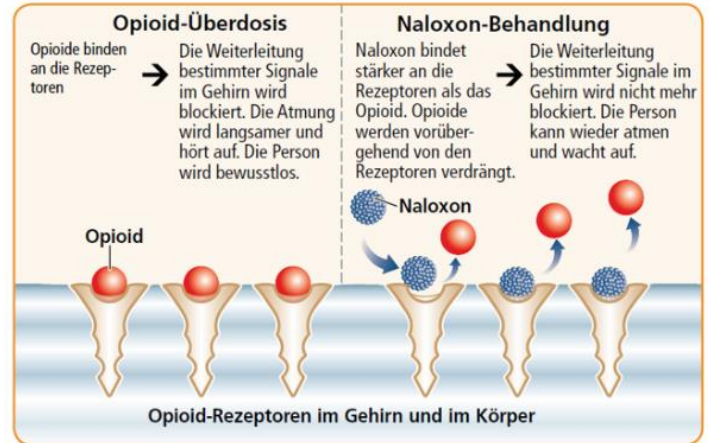 Opioid-Überdosis
Opioide binden
an die Rezep-
toren
Die Weiterleitung
bestimmter Signale
im Gehirn wird
blockiert. Die Atmung
wird langsamer und
hört auf. Die Person
wird bewusstlos.
Opioid
Naloxon-Behandlung
Naloxon bindet
stärker an die
Rezeptoren als das
Opioid. Opioide
werden vorüber-
gehend von den
Rezeptoren verdrängt.
Die Weiterleitung
bestimmter Signale im
Gehirn wird nicht mehr
blockiert. Die Person
kann wieder atmen
und wacht auf.
Naloxon
Opioid-Rezeptoren im Gehirn und im Körper